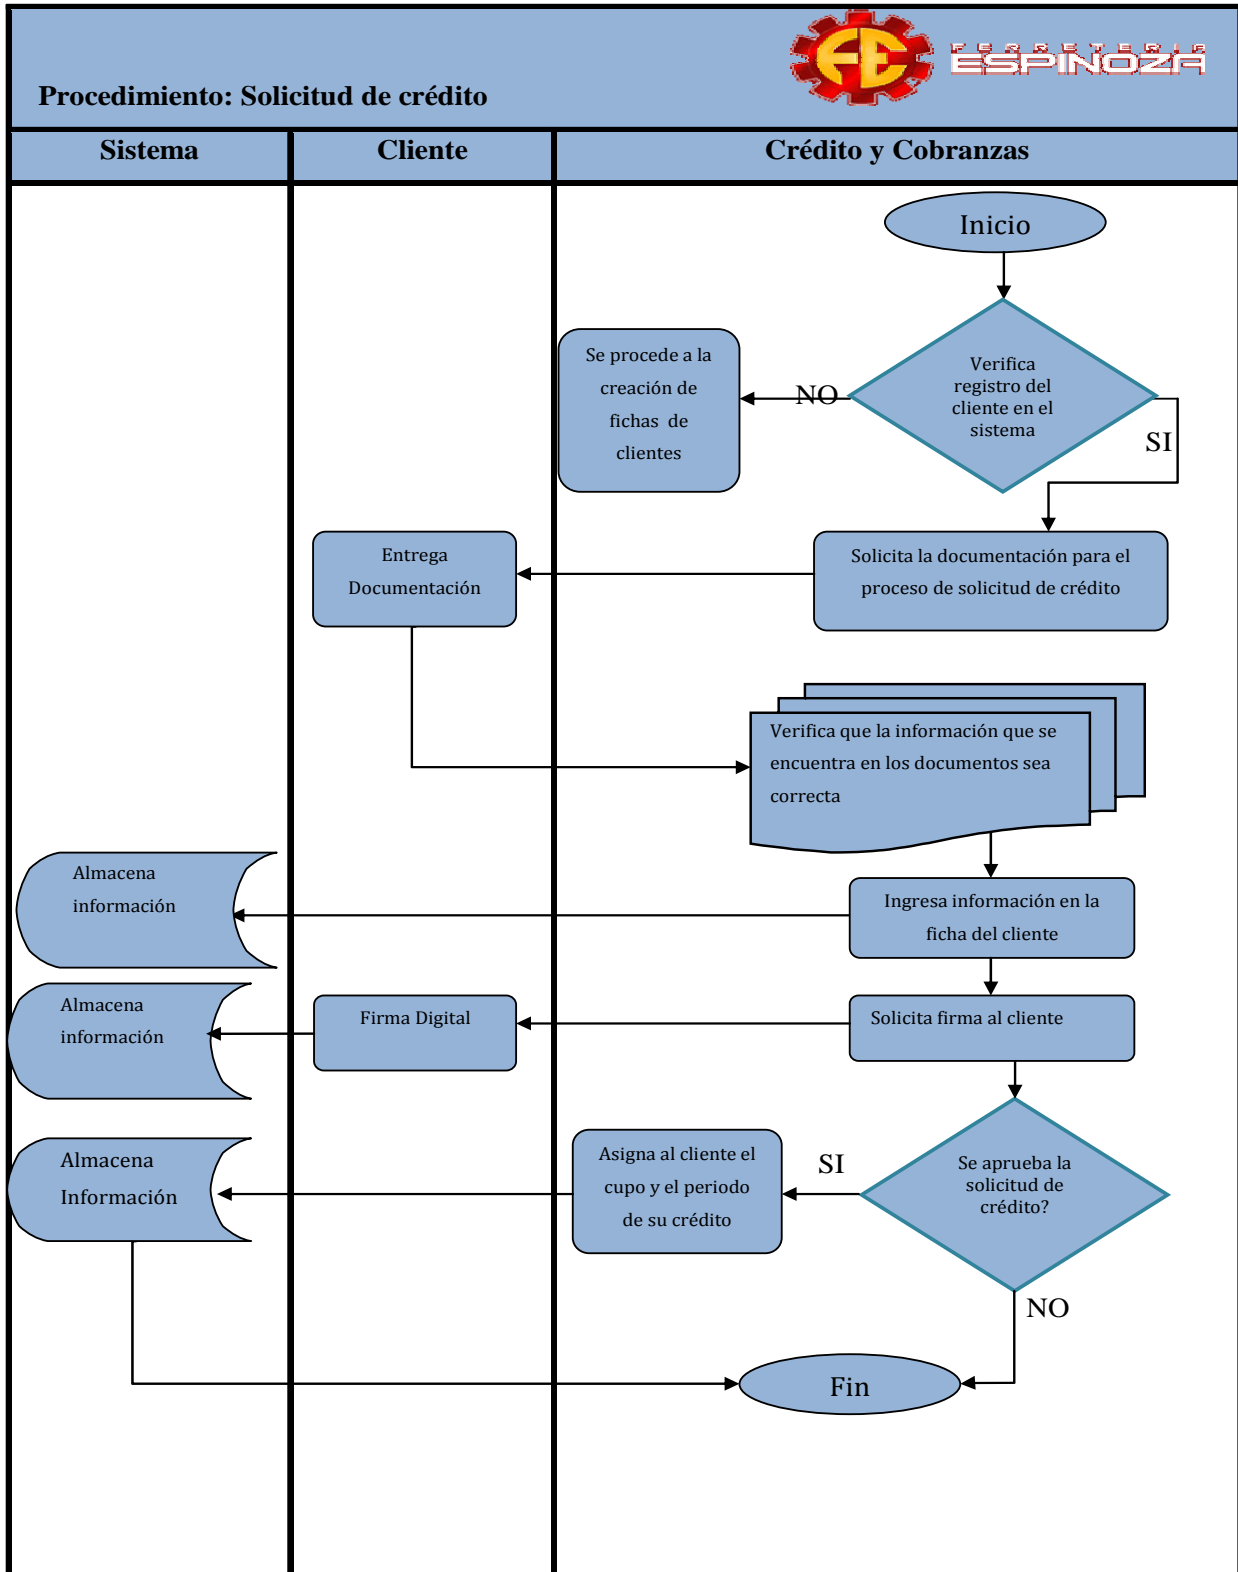 FERRETERIA
ESPINOZA
Procedimiento: Solicitud de crédito
Sistema
Cliente
Crédito y Cobranzas
Inicio
Verifica
registro del
cliente en el
sistema
NO
SI
Se procede a la
creación de
fichas de
clientes
Solicita la documentación para el
proceso de solicitud de crédito
Entrega
Documentación
Verifica que la información que se
encuentra en los documentos sea
correcta
Ingresa información en la
ficha del cliente
Almacena
información
Solicita firma al cliente
Firma Digital
Almacena
información
Se aprueba la
solicitud de
crédito?
SI
Asigna al cliente el
cupo y el periodo
de su crédito
Almacena
Información
NO
Fin